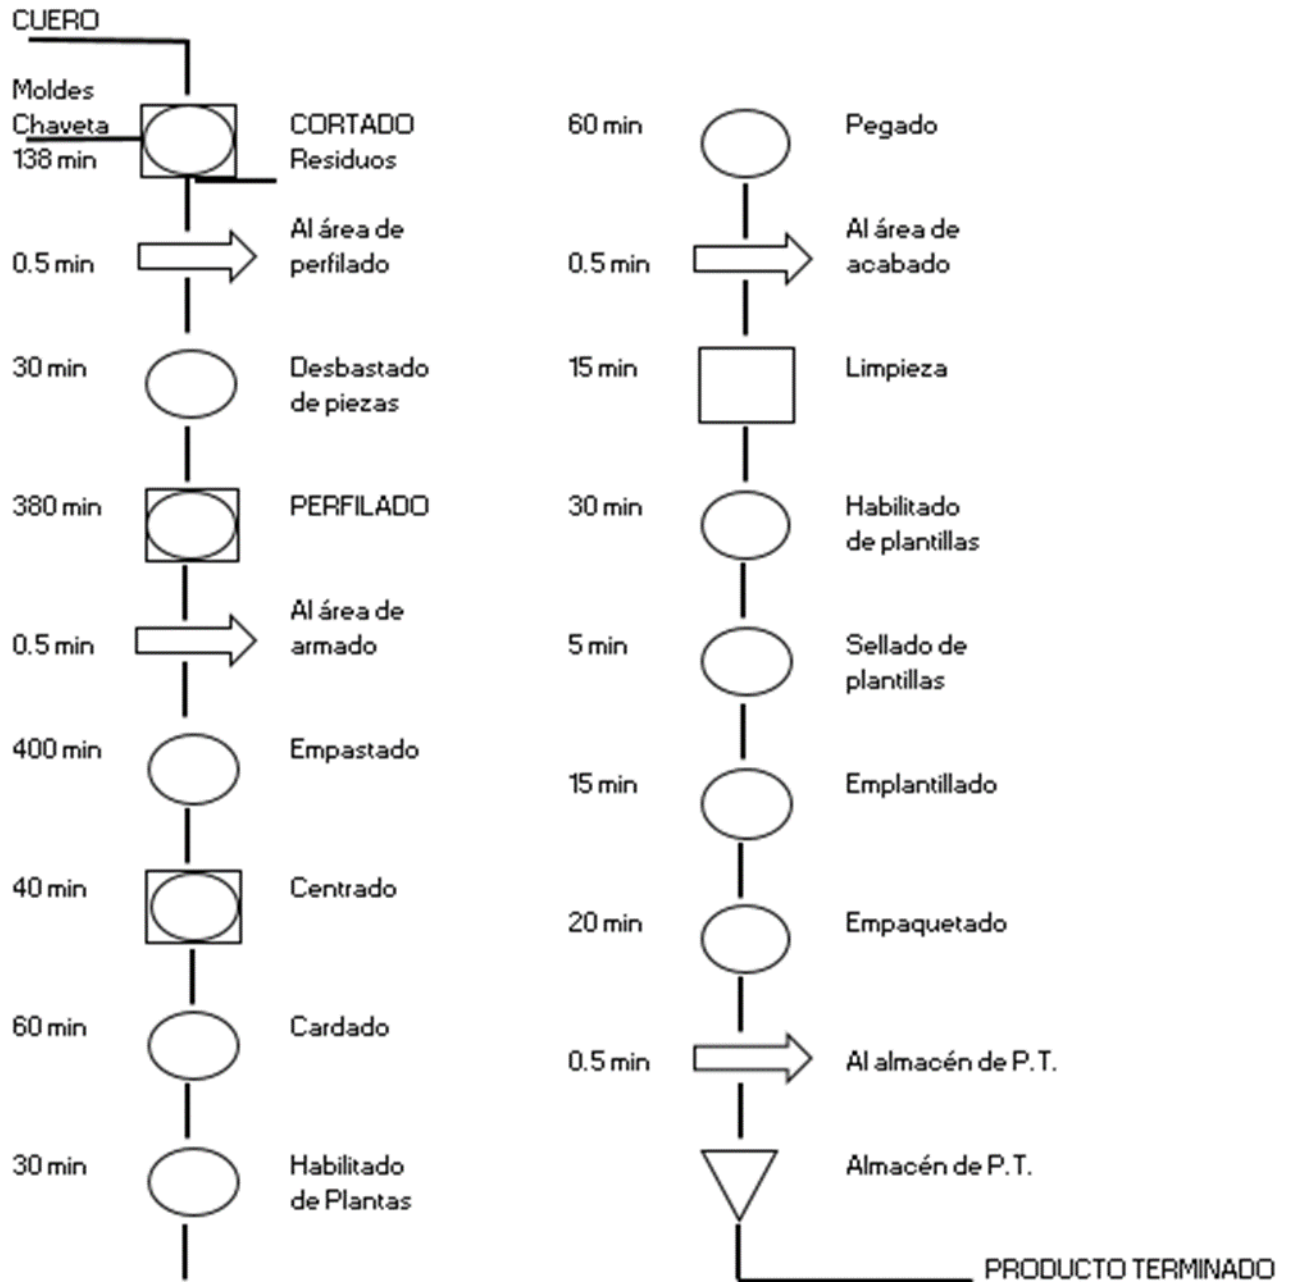 CUERO
Moldes
Chaveta
138 min
CORTADO
Residuos
0.5 min
Al área de
perfilado
30 min
Desbastado
de piezas
380 min
PERFILADO
0.5 min
Al área de
armado
400 min
Empastado
40 min
Centrado
60 min
Cardado
30 min
Habilitado
de Plantas
60 min
Pegado
0.5 min
Al área de
acabado
15 min
Limpieza
30 min
Habilitado
de plantillas
5 min
Sellado de
plantillas
15 min
Emplantillado
20 min
Empaquetado
0.5 min
Al almacén de P.T.
Almacén de P.T.
PRODUCTO TERMINADO